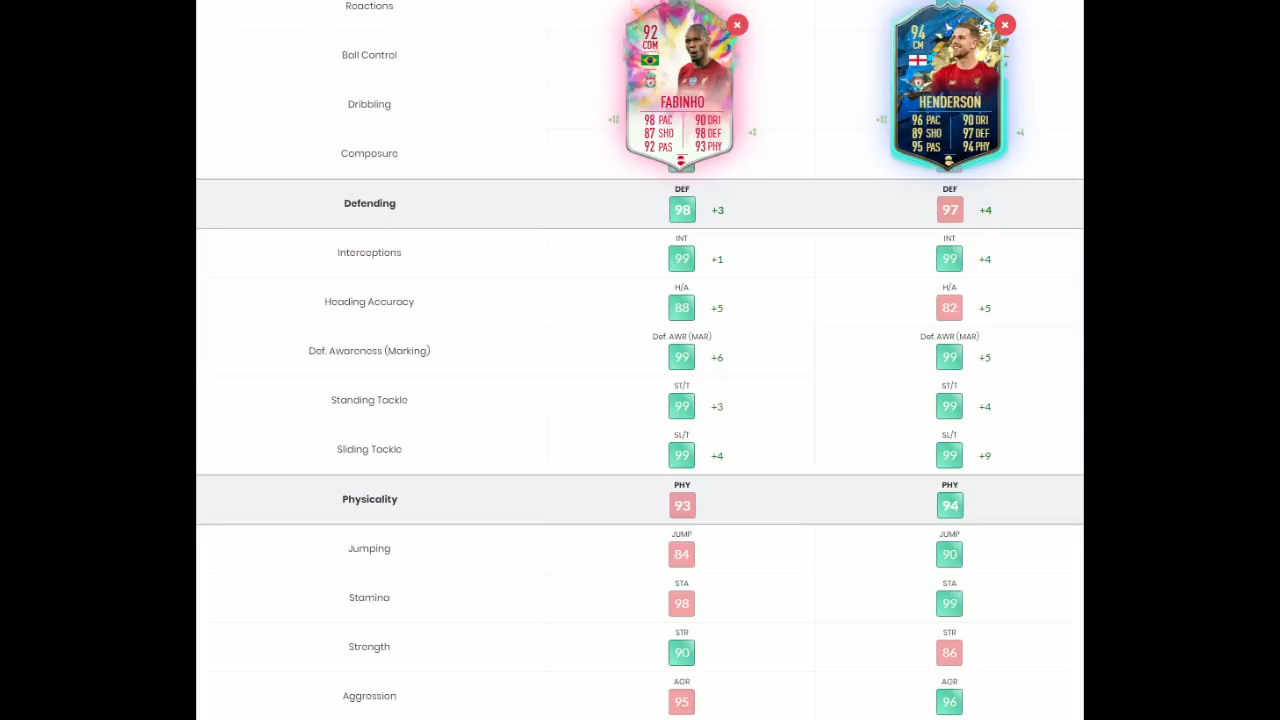 Reactions
Ball Control
Dribbling
Composure
92
CDM
FABINHO
98 PAC 90 DRI
87 SHO 98 DEF
92 PAS 93 PHY
+12
+3
94
CM
HENDERSON
96 PAC 90 DRI
89 SHO 97 DEF
95 PAS 94 PHY
+12
+4
DEF DEF
Defending 98 +3 97 +4
INT INT
Interceptions 99 +1 99 +4
H/A H/A
Heading Accuracy 88 +5 82 +5
Def. AWR (MAR) Def. AWR (MAR)
Def. Awareness (Marking) 99 +6 99 +5
ST/T ST/T
Standing Tackle 99 +3 99 +4
SL/T SL/T
Sliding Tackle 99 +4 99 +9
PHY PHY
Physicality 93 94
JUMP JUMP
Jumping 84 90
STA STA
Stamina 98 99
STR STR
Strength 90 86
AGR AGR
Aggression 95 96